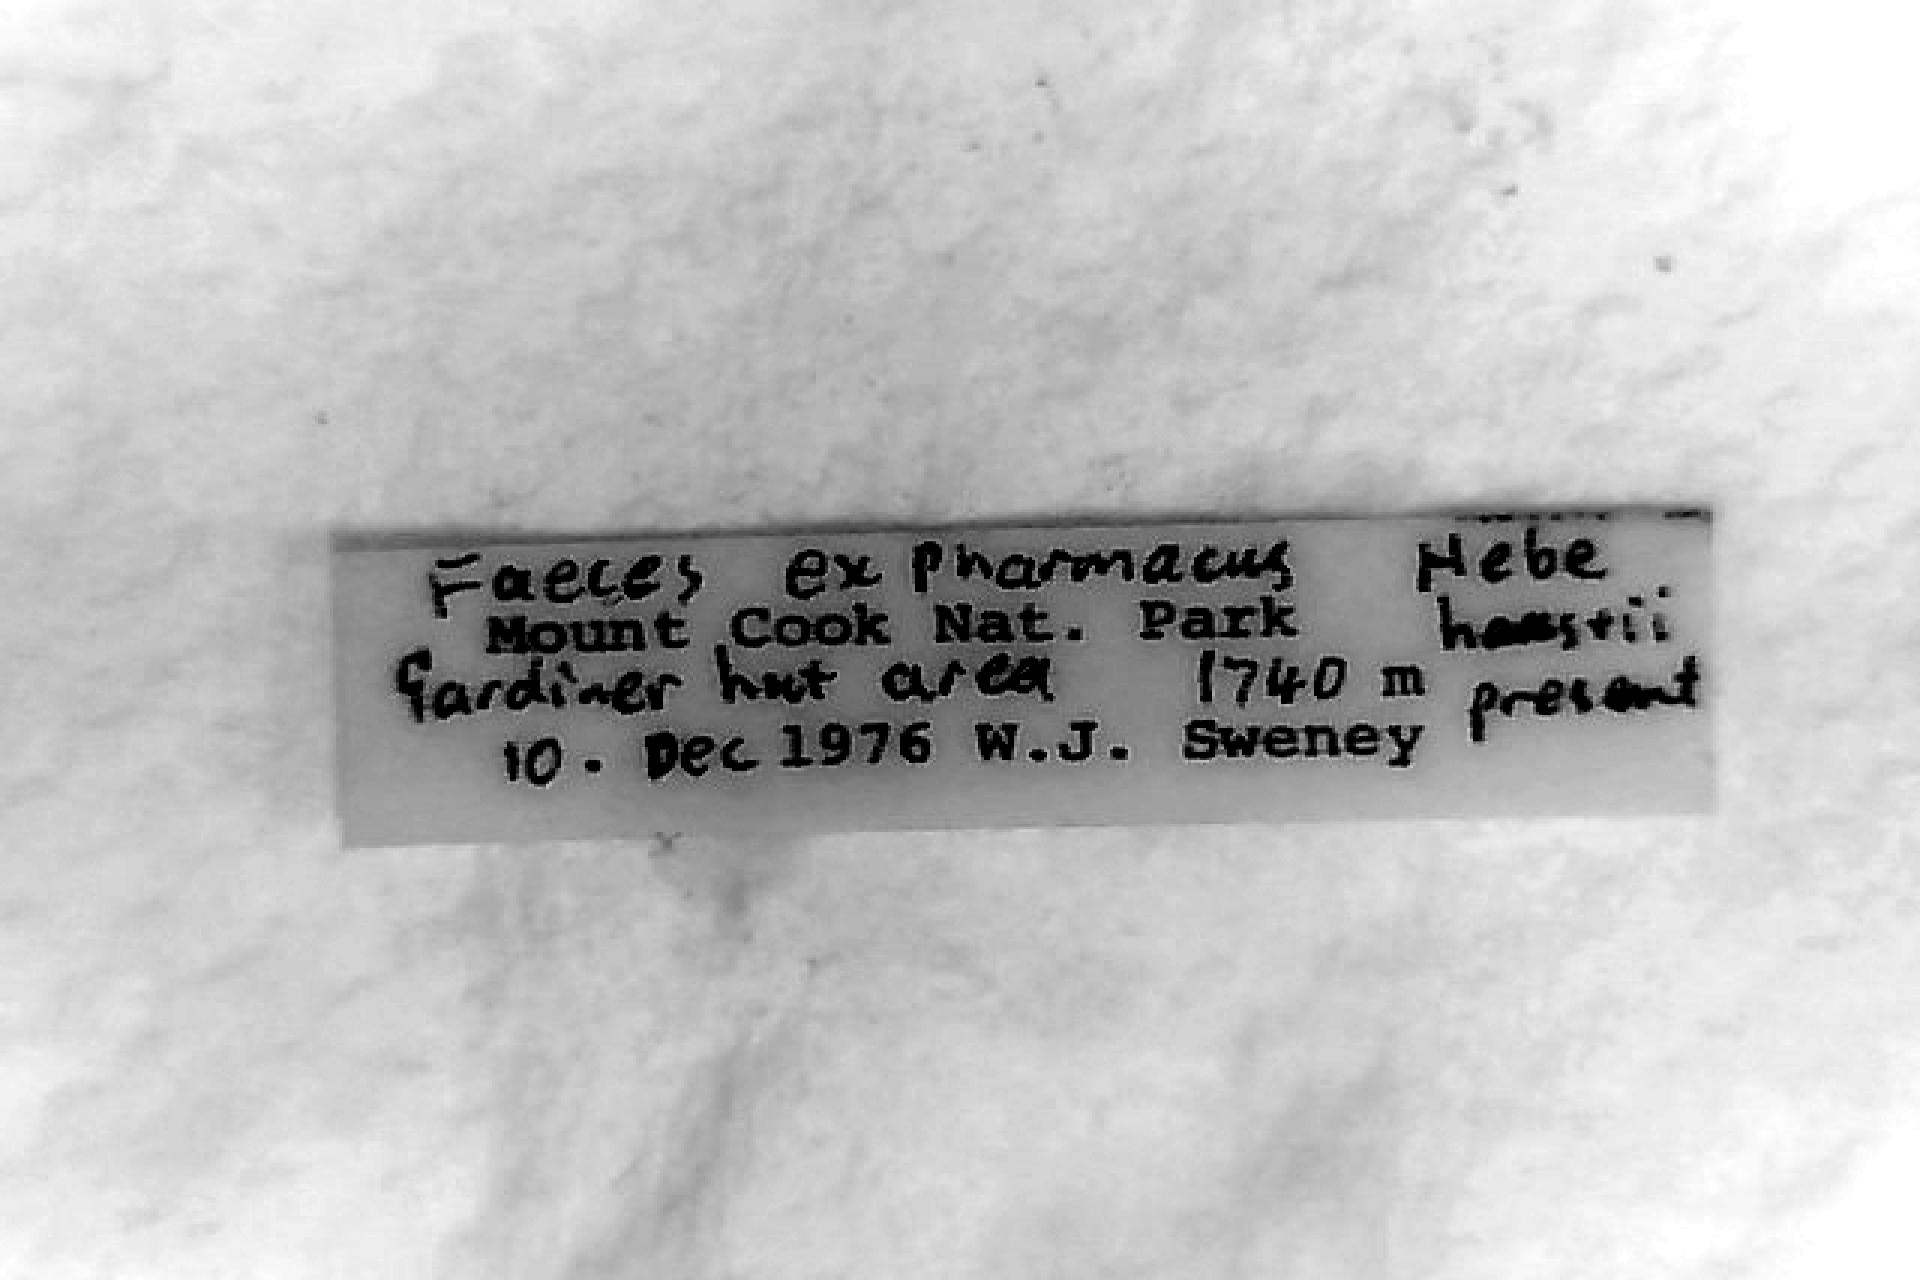 Faeces ex Pharmacus Hebe
Mount Cook Nat. Park haastii
Gardiner hut area 1740 m present
10. Dec 1976 W.J. Sweney